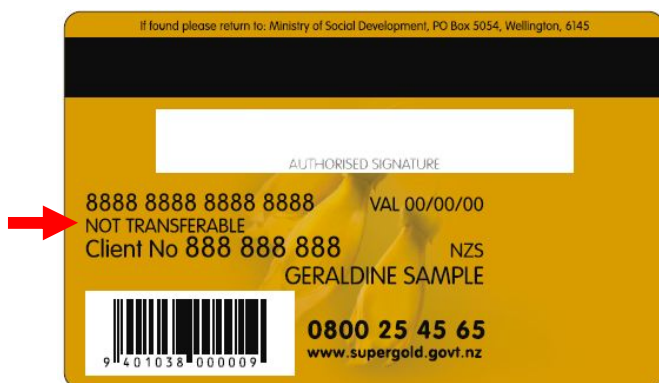 If found please return to: Ministry of Social Development, PO Box 5054, Wellington, 6145
AUTHORISED SIGNATURE
8888 8888 8888 8888 VAL 00/00/00
NOT TRANSFERABLE
Client No 888 888 888 NZS
GERALDINE SAMPLE
0800 25 45 65
www.supergold.govt.nz
9 401038 000009